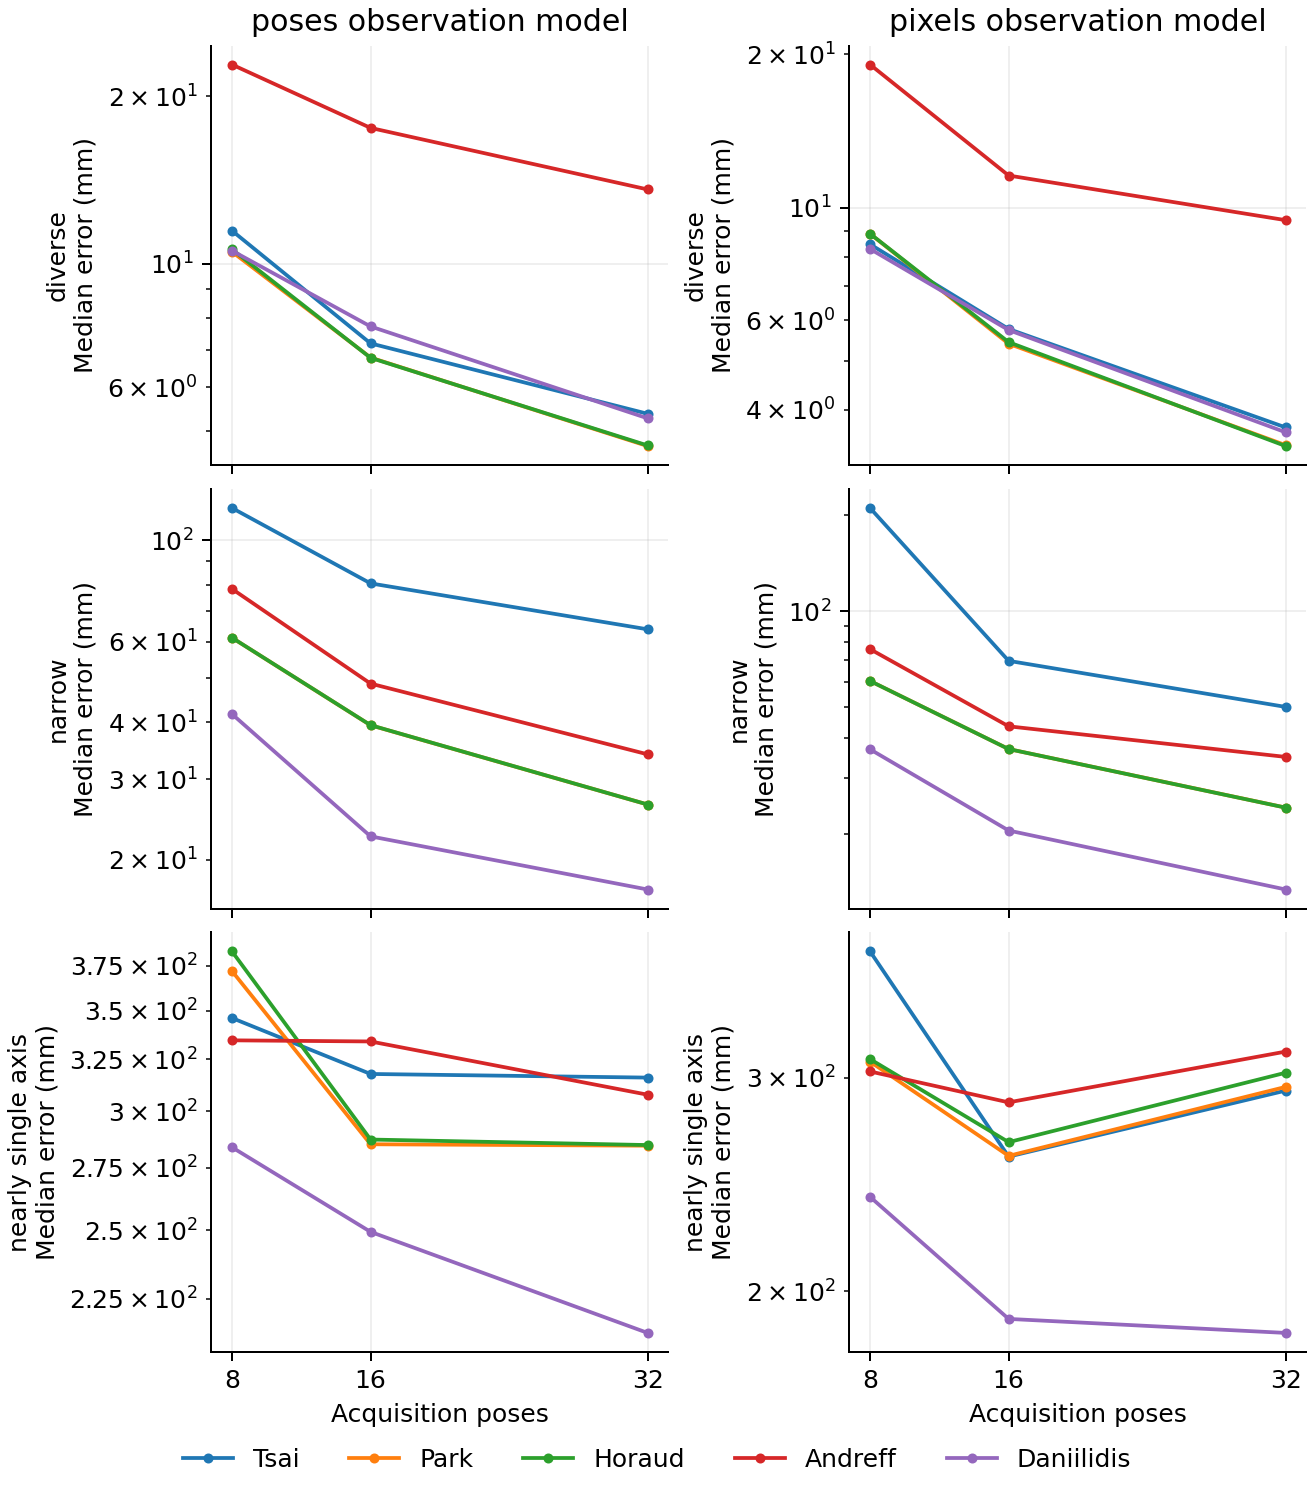 poses observation model
pixels observation model
diverse
Median error (mm)
2 × 10¹
10¹
6 × 10⁰
diverse
Median error (mm)
2 × 10¹
10¹
6 × 10⁰
4 × 10⁰
narrow
Median error (mm)
10²
6 × 10¹
4 × 10¹
3 × 10¹
2 × 10¹
narrow
Median error (mm)
10²
nearly single axis
Median error (mm)
3.75 × 10²
3.5 × 10²
3.25 × 10²
3 × 10²
2.75 × 10²
2.5 × 10²
2.25 × 10²
8 16 32
Acquisition poses
nearly single axis
Median error (mm)
3 × 10²
2 × 10²
8 16 32
Acquisition poses
Tsai Park Horaud Andreff Daniilidis